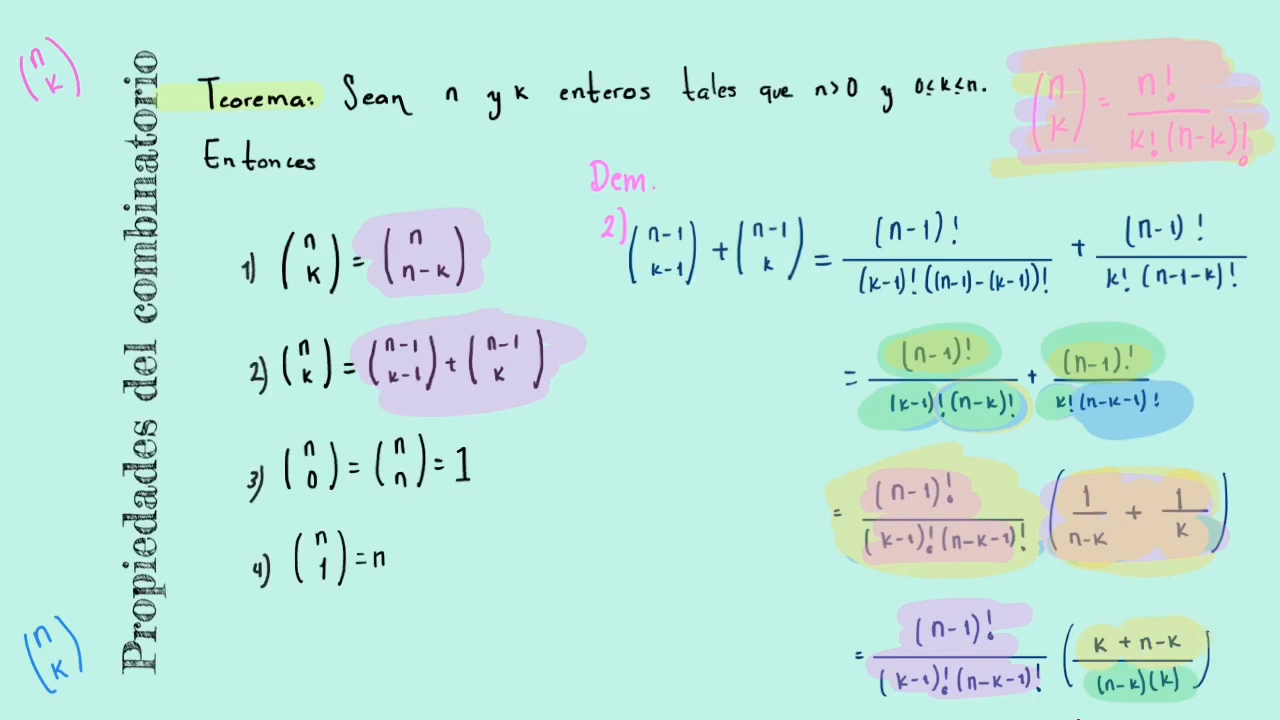 Propiedades del combinatorio
(n k)
(n k)
Teorema: Sean n y k enteros tales que n>0 y 0≤k≤n.
Entonces
(n k) = n! / k!(n-k)!
1) (n k) = (n n-k)
2) (n k) = (n-1 k-1) + (n-1 k)
3) (n 0) = (n n) = 1
4) (n 1) = n
Dem.
2) (n-1 k-1) + (n-1 k) = (n-1)! / (k-1)!((n-1)-(k-1))! + (n-1)! / k!(n-1-k)!
= (n-1)! / (k-1)!(n-k)! + (n-1)! / k!(n-k-1)!
= (n-1)! / (k-1)!(n-k-1)! (1 / n-k + 1 / k)
= (n-1)! / (k-1)!(n-k-1)! (k+n-k / (n-k)(k))